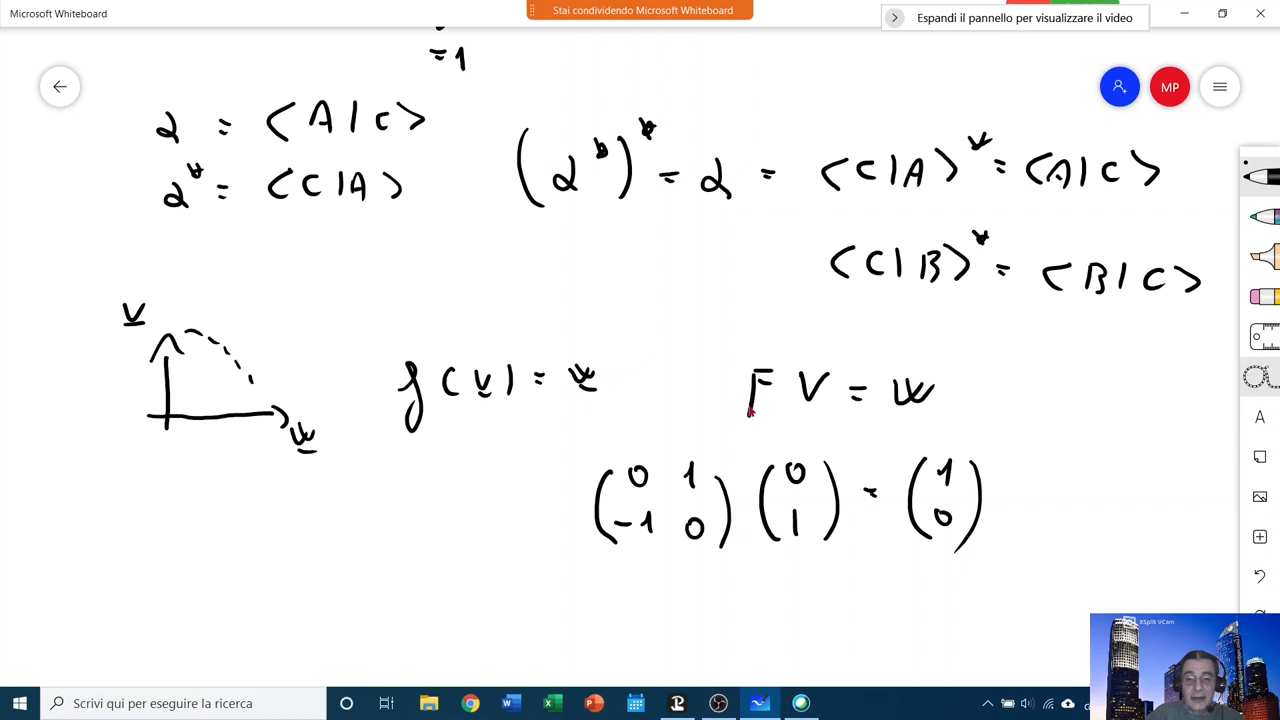 Microsoft Whiteboard
Stai condividendo Microsoft Whiteboard
Espandi il pannello per visualizzare il video
MP
= 1
α = <A|C>
α* = <C|A>
(α*)* = α = <C|A>* = <A|C>
<C|B>* = <B|C>
v
w
f(v) = w
F V = W
(0 1
-1 0) (0
1) = (1
0)
XSplit VCam
Scrivi qui per eseguire la ricerca